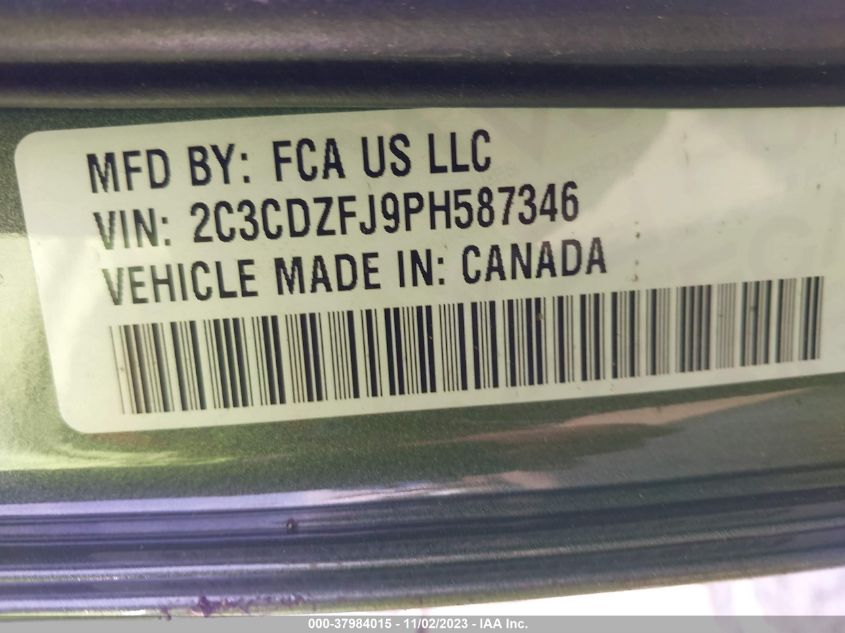 MFD BY: FCA US LLC
VIN: 2C3CDZFJ9PH587346
VEHICLE MADE IN: CANADA
000-37984015 - 11/02/2023 - IAA Inc.